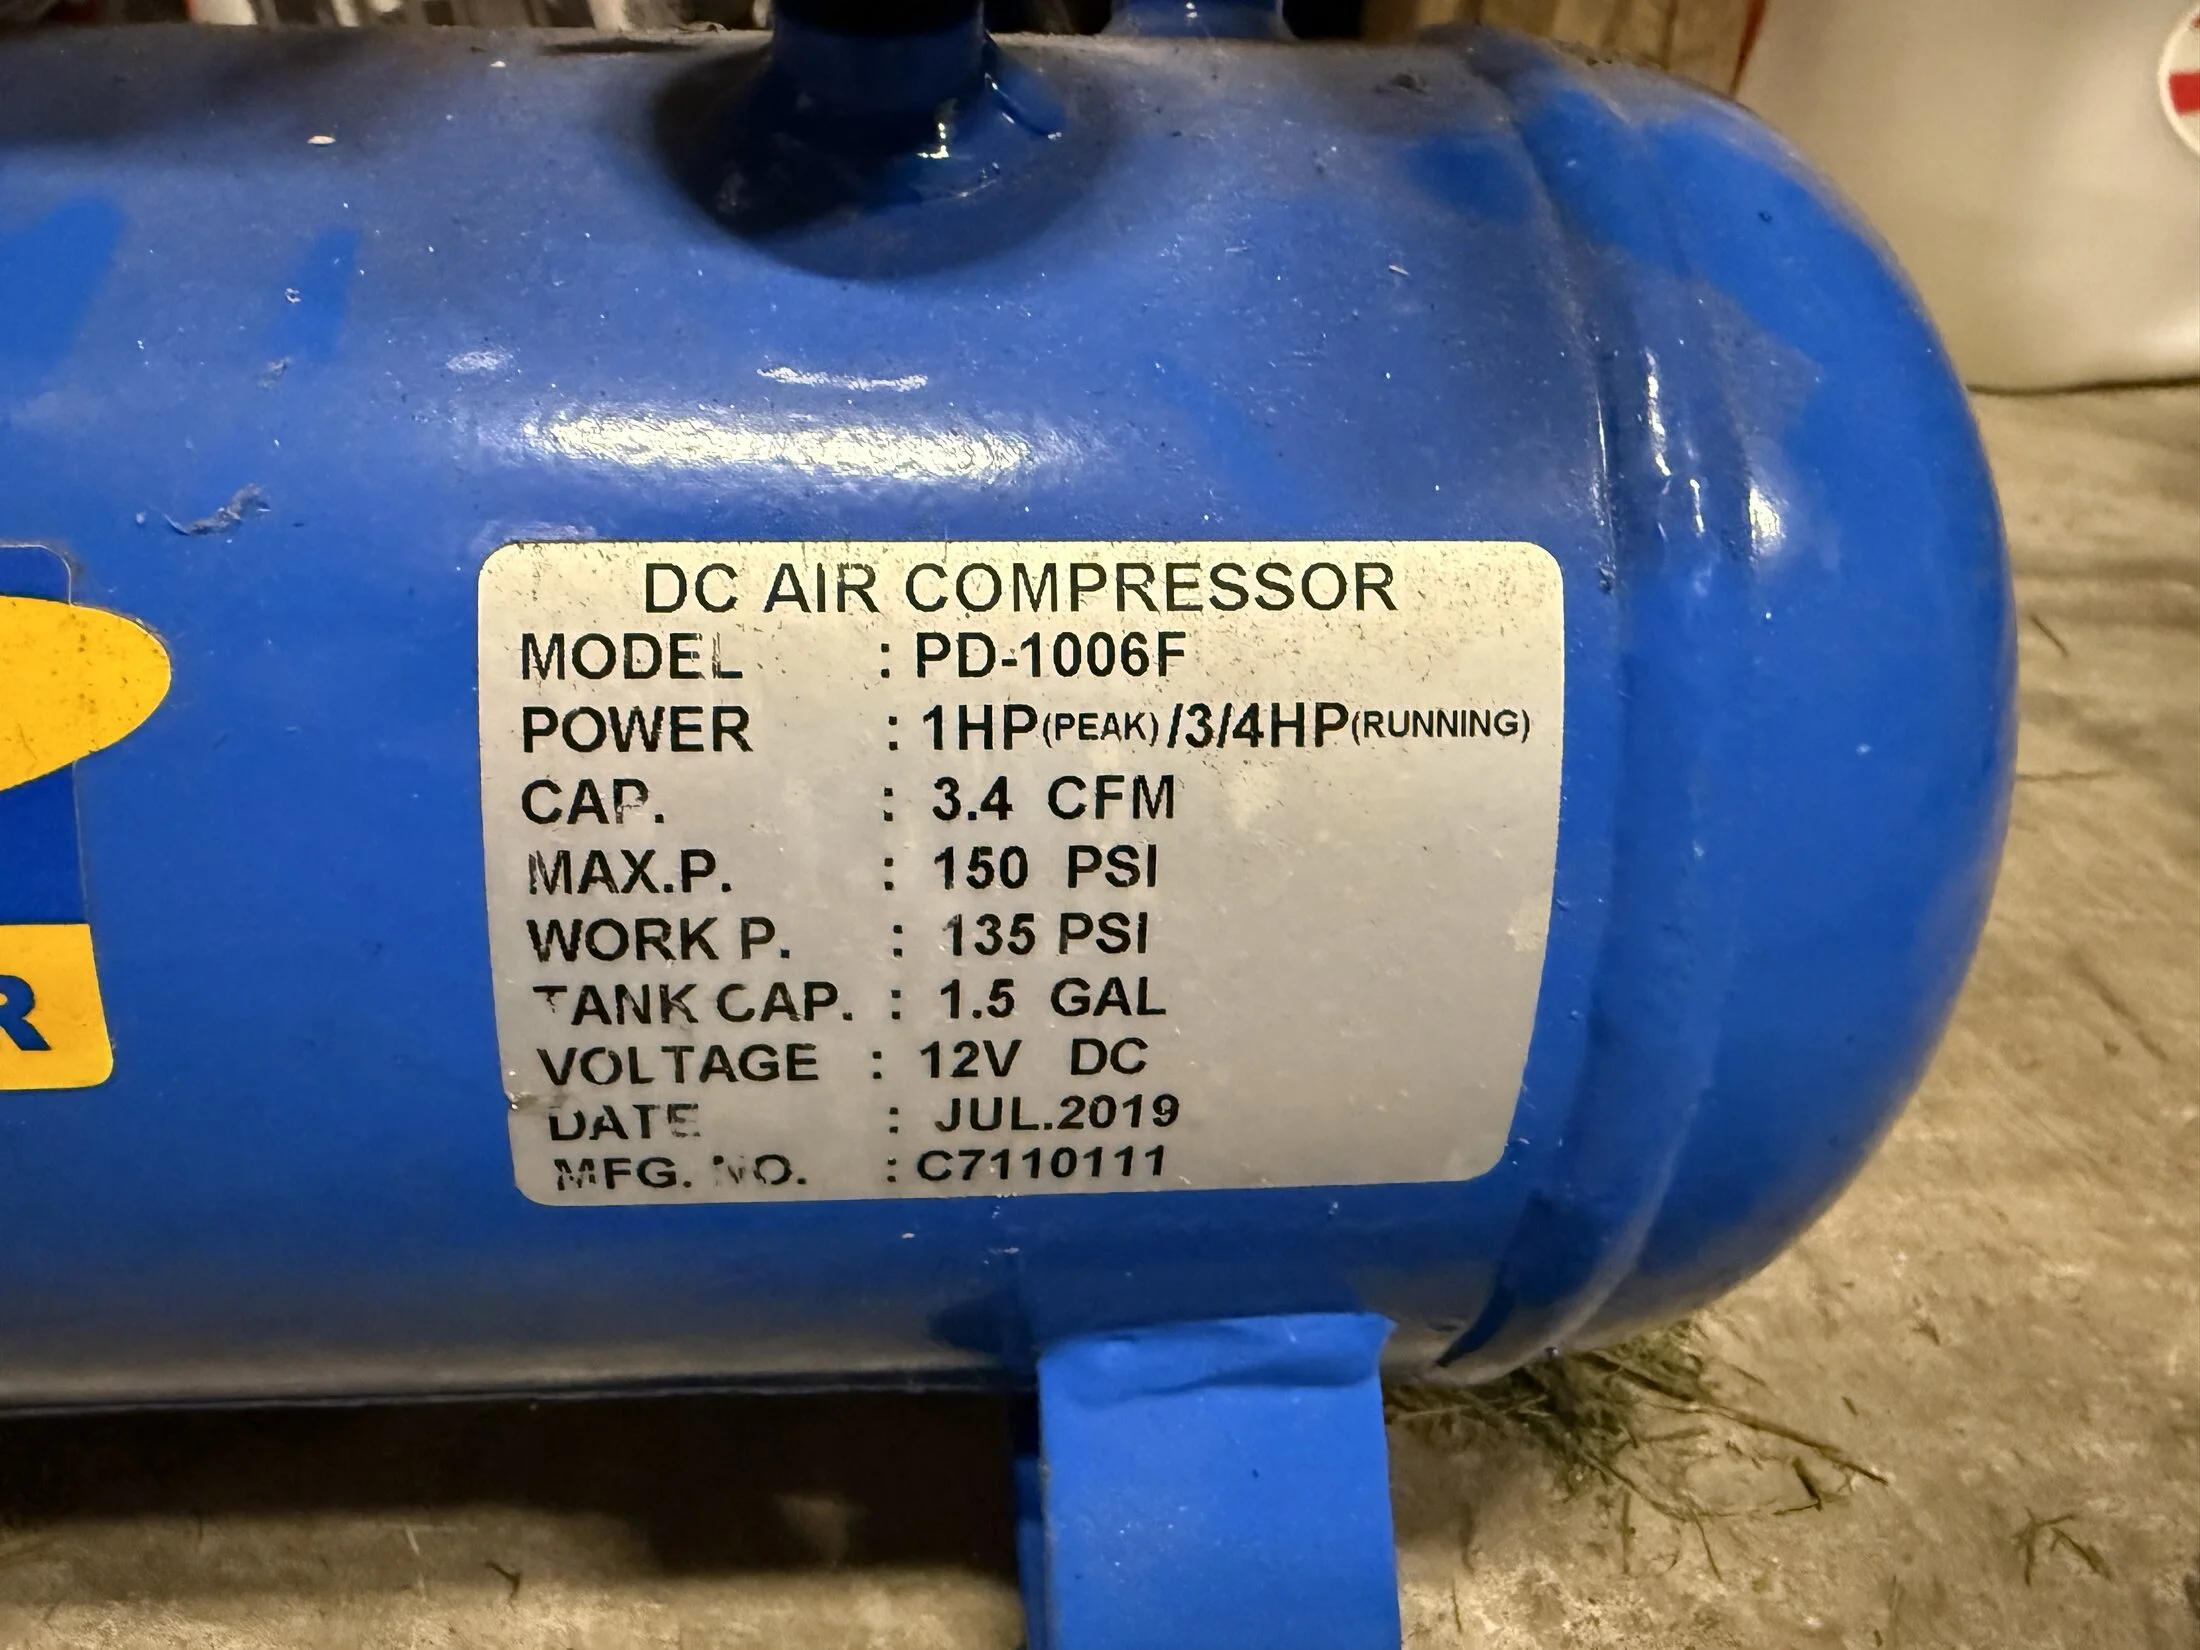 DC AIR COMPRESSOR
MODEL : PD-1006F
POWER : 1HP(PEAK)/3/4HP(RUNNING)
CAP. : 3.4 CFM
MAX.P. : 150 PSI
WORK P. : 135 PSI
TANK CAP. : 1.5 GAL
VOLTAGE : 12V DC
DATE : JUL.2019
MFG. NO. : C7110111
R